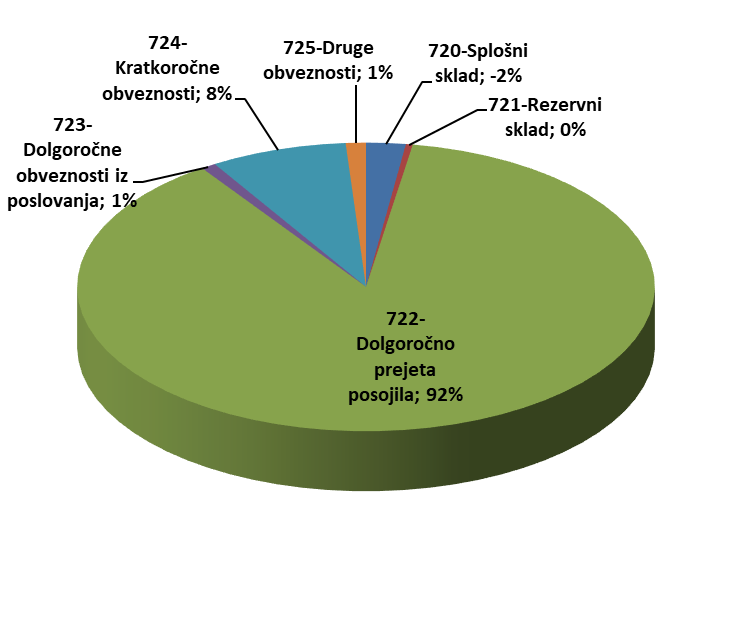 724-
Kratkoročne
obveznosti; 8%
725-Druge
obveznosti; 1%
720-Splošni
sklad; -2%
721-Rezervni
sklad; 0%
723-
Dolgoročne
obveznosti iz
poslovanja; 1%
722-
Dolgoročno
prejeta
posojila; 92%